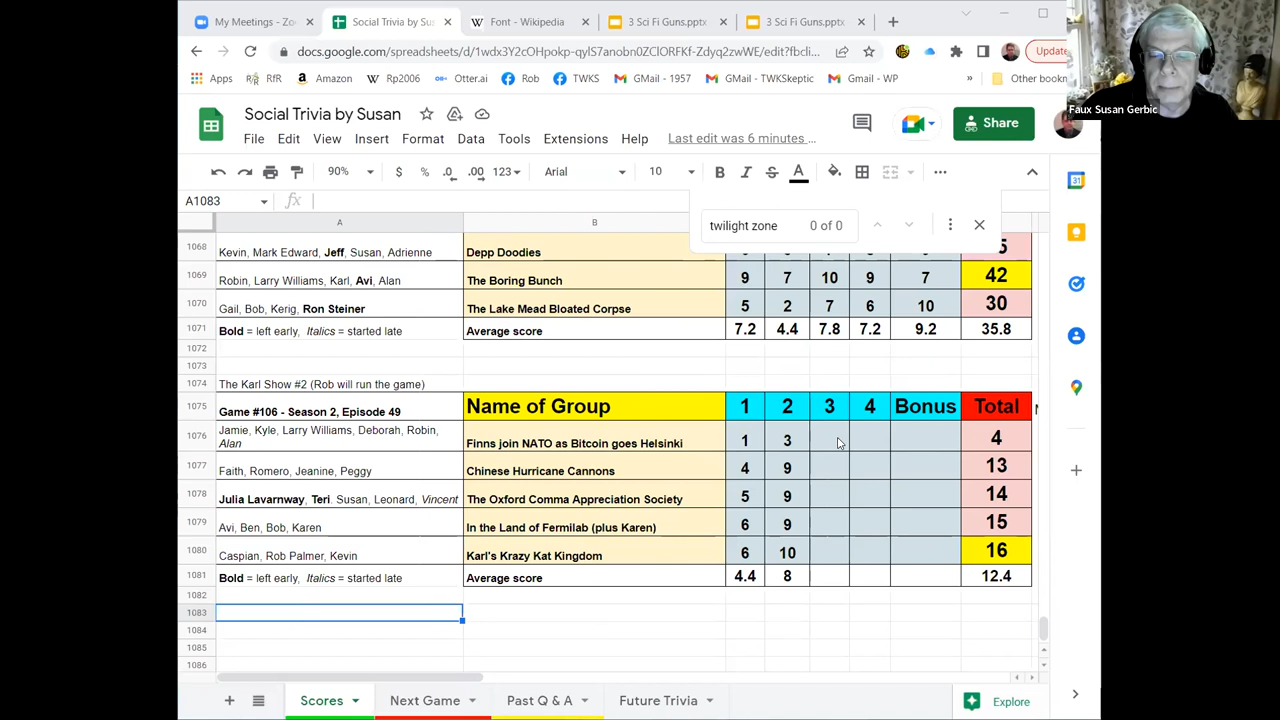 My Meetings - Zo
Social Trivia by Sus
Font - Wikipedia
3 Sci Fi Guns.pptx
3 Sci Fi Guns.pptx
docs.google.com/spreadsheets/d/1wdx3Y2cOHpokp-qylS7anobn0ZClORFKf-Zdyq2zwWE/edit?fbcli...
Update
Apps
RfR
Amazon
Rp2006
Otter.ai
Rob
TWKS
GMail - 1957
GMail - TWKSkeptic
Gmail - WP
»
Other bookn
Faux Susan Gerbic
Social Trivia by Susan
Share
File Edit View Insert Format Data Tools Extensions Help Last edit was 6 minutes ...
90% $ % .0 .00 123 Arial 10 B I S A
A1083 fx
twilight zone 0 of 0
A B
1068 Kevin, Mark Edward, Jeff, Susan, Adrienne Depp Doodies 5
1069 Robin, Larry Williams, Karl, Avi, Alan The Boring Bunch 9 7 10 9 7 42
1070 Gail, Bob, Kerig, Ron Steiner The Lake Mead Bloated Corpse 5 2 7 6 10 30
1071 Bold = left early, Italics = started late Average score 7.2 4.4 7.8 7.2 9.2 35.8
1072
1073
1074 The Karl Show #2 (Rob will run the game)
1075 Game #106 - Season 2, Episode 49 Name of Group 1 2 3 4 Bonus Total
1076 Jamie, Kyle, Larry Williams, Deborah, Robin, Alan Finns join NATO as Bitcoin goes Helsinki 1 3 4
1077 Faith, Romero, Jeanine, Peggy Chinese Hurricane Cannons 4 9 13
1078 Julia Lavarnway, Teri. Susan, Leonard, Vincent The Oxford Comma Appreciation Society 5 9 14
1079 Avi, Ben, Bob, Karen In the Land of Fermilab (plus Karen) 6 9 15
1080 Caspian, Rob Palmer, Kevin Karl's Krazy Kat Kingdom 6 10 16
1081 Bold = left early, Italics = started late Average score 4.4 8 12.4
1082
1083
1084
1085
1086
Scores Next Game Past Q & A Future Trivia Explore